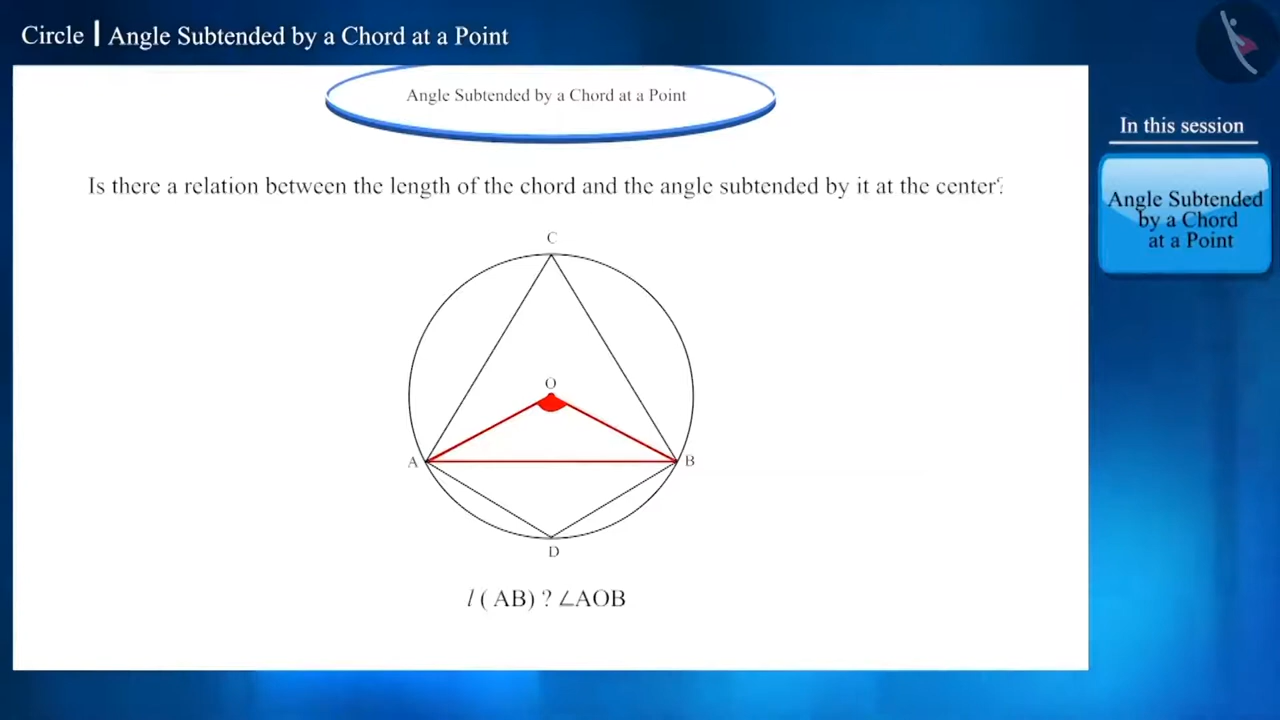 Circle | Angle Subtended by a Chord at a Point
Angle Subtended by a Chord at a Point
In this session
Angle Subtended
by a Chord
at a Point
Is there a relation between the length of the chord and the angle subtended by it at the center?
C
O
A
B
D
l ( AB) ? ∠AOB